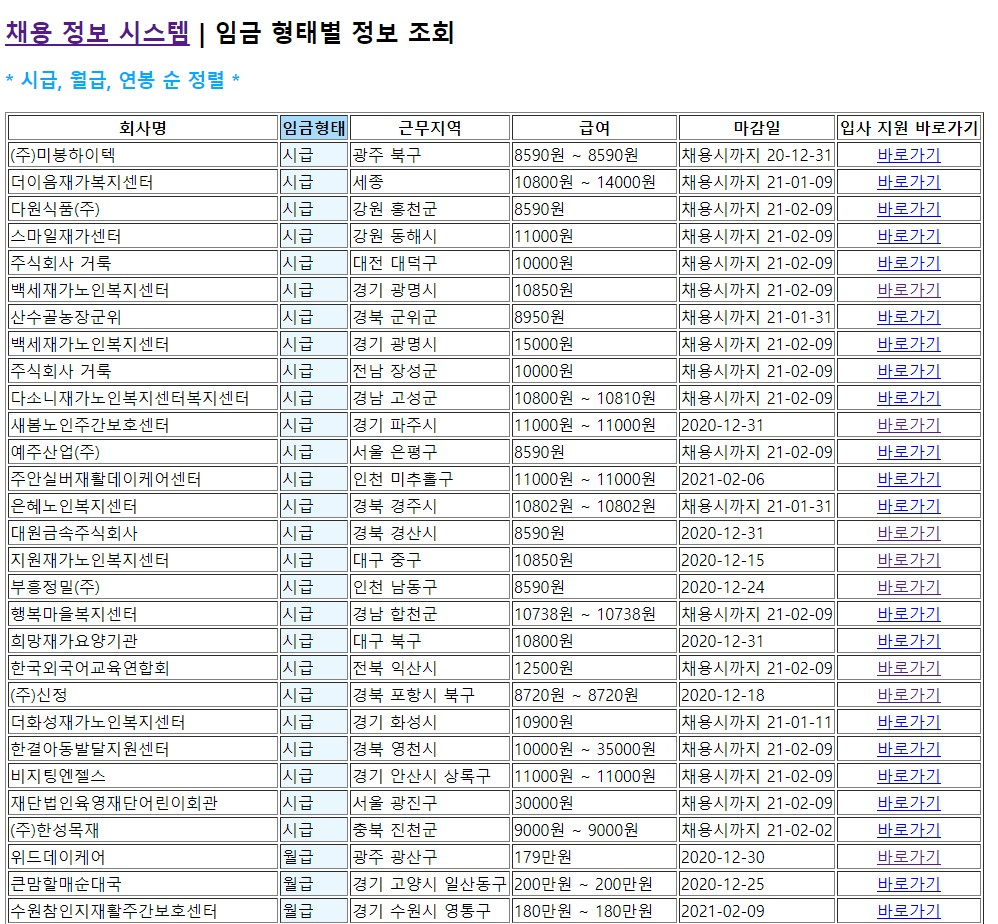 채용 정보 시스템 | 임금 형태별 정보 조회
* 시급, 월급, 연봉 순 정렬 *
회사명 임금형태 근무지역 급여 마감일 입사 지원 바로가기
(주)미봉하이텍 시급 광주 북구 8590원 ~ 8590원 채용시까지 20-12-31 바로가기
더이음재가복지센터 시급 세종 10800원 ~ 14000원 채용시까지 21-01-09 바로가기
다원식품(주) 시급 강원 홍천군 8590원 채용시까지 21-02-09 바로가기
스마일재가센터 시급 강원 동해시 11000원 채용시까지 21-02-09 바로가기
주식회사 거룩 시급 대전 대덕구 10000원 채용시까지 21-02-09 바로가기
백세재가노인복지센터 시급 경기 광명시 10850원 채용시까지 21-02-09 바로가기
산수골농장군위 시급 경북 군위군 8950원 채용시까지 21-01-31 바로가기
백세재가노인복지센터 시급 경기 광명시 15000원 채용시까지 21-02-09 바로가기
주식회사 거룩 시급 전남 장성군 10000원 채용시까지 21-02-09 바로가기
다소니재가노인복지센터복지센터 시급 경남 고성군 10800원 ~ 10810원 채용시까지 21-02-09 바로가기
새봄노인주간보호센터 시급 경기 파주시 11000원 ~ 11000원 2020-12-31 바로가기
예주산업(주) 시급 서울 은평구 8590원 채용시까지 21-02-09 바로가기
주안실버재활데이케어센터 시급 인천 미추홀구 11000원 ~ 11000원 2021-02-06 바로가기
은혜노인복지센터 시급 경북 경주시 10802원 ~ 10802원 채용시까지 21-01-31 바로가기
대원금속주식회사 시급 경북 경산시 8590원 2020-12-31 바로가기
지원재가노인복지센터 시급 대구 중구 10850원 2020-12-15 바로가기
부흥정밀(주) 시급 인천 남동구 8590원 2020-12-24 바로가기
행복마을복지센터 시급 경남 합천군 10738원 ~ 10738원 채용시까지 21-02-09 바로가기
희망재가요양기관 시급 대구 북구 10800원 2020-12-31 바로가기
한국외국어교육연합회 시급 전북 익산시 12500원 채용시까지 21-02-09 바로가기
(주)신정 시급 경북 포항시 북구 8720원 ~ 8720원 2020-12-18 바로가기
더화성재가노인복지센터 시급 경기 화성시 10900원 채용시까지 21-01-11 바로가기
한결아동발달지원센터 시급 경북 영천시 10000원 ~ 35000원 채용시까지 21-02-09 바로가기
비지팅엔젤스 시급 경기 안산시 상록구 11000원 ~ 11000원 채용시까지 21-02-09 바로가기
재단법인육영재단어린이회관 시급 서울 광진구 30000원 채용시까지 21-02-09 바로가기
(주)한성목재 시급 충북 진천군 9000원 ~ 9000원 채용시까지 21-02-02 바로가기
위드데이케어 월급 광주 광산구 179만원 2020-12-30 바로가기
큰맘할매순대국 월급 경기 고양시 일산동구 200만원 ~ 200만원 2020-12-25 바로가기
수원참인지재활주간보호센터 월급 경기 수원시 영통구 180만원 ~ 180만원 2021-02-09 바로가기